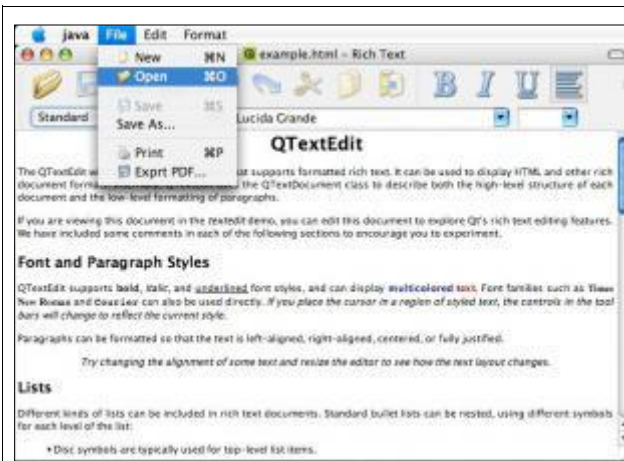 java File Edit Format
New ⌘N
example.html – Rich Text
Open ⌘O
B I U
Save ⌘S
Standard
Lucida Grande
Save As...
Print ⌘P
Exprt PDF...
QTextEdit
The QTextEdit w at supports formatted rich text. It can be used to display HTML and other rich
document forma the QTextDocument class to describe both the high-level structure of each
document and the low-level formatting of paragraphs.
If you are viewing this document in the textedit demo, you can edit this document to explore Qt's rich text editing features.
We have included some comments in each of the following sections to encourage you to experiment.
Font and Paragraph Styles
QTextEdit supports bold, italic, and underlined font styles, and can display multicolored text. Font families such as Times
New Roman and Courier can also be used directly. If you place the cursor in a region of styled text, the controls in the tool
bars will change to reflect the current style.
Paragraphs can be formatted so that the text is left-aligned, right-aligned, centered, or fully justified.
Try changing the alignment of some text and resize the editor to see how the text layout changes.
Lists
Different kinds of lists can be included in rich text documents. Standard bullet lists can be nested, using different symbols
for each level of the list:
• Disc symbols are typically used for top-level list items.